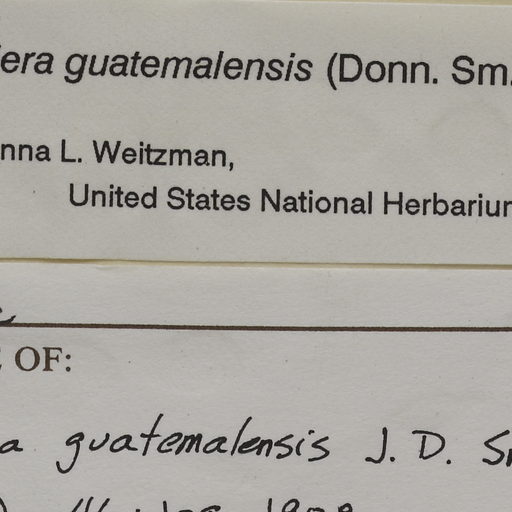 era guatemalensis (Donn. Sm.
nna L. Weitzman,
United States National Herbariu
OF:
a guatemalensis J. D. S